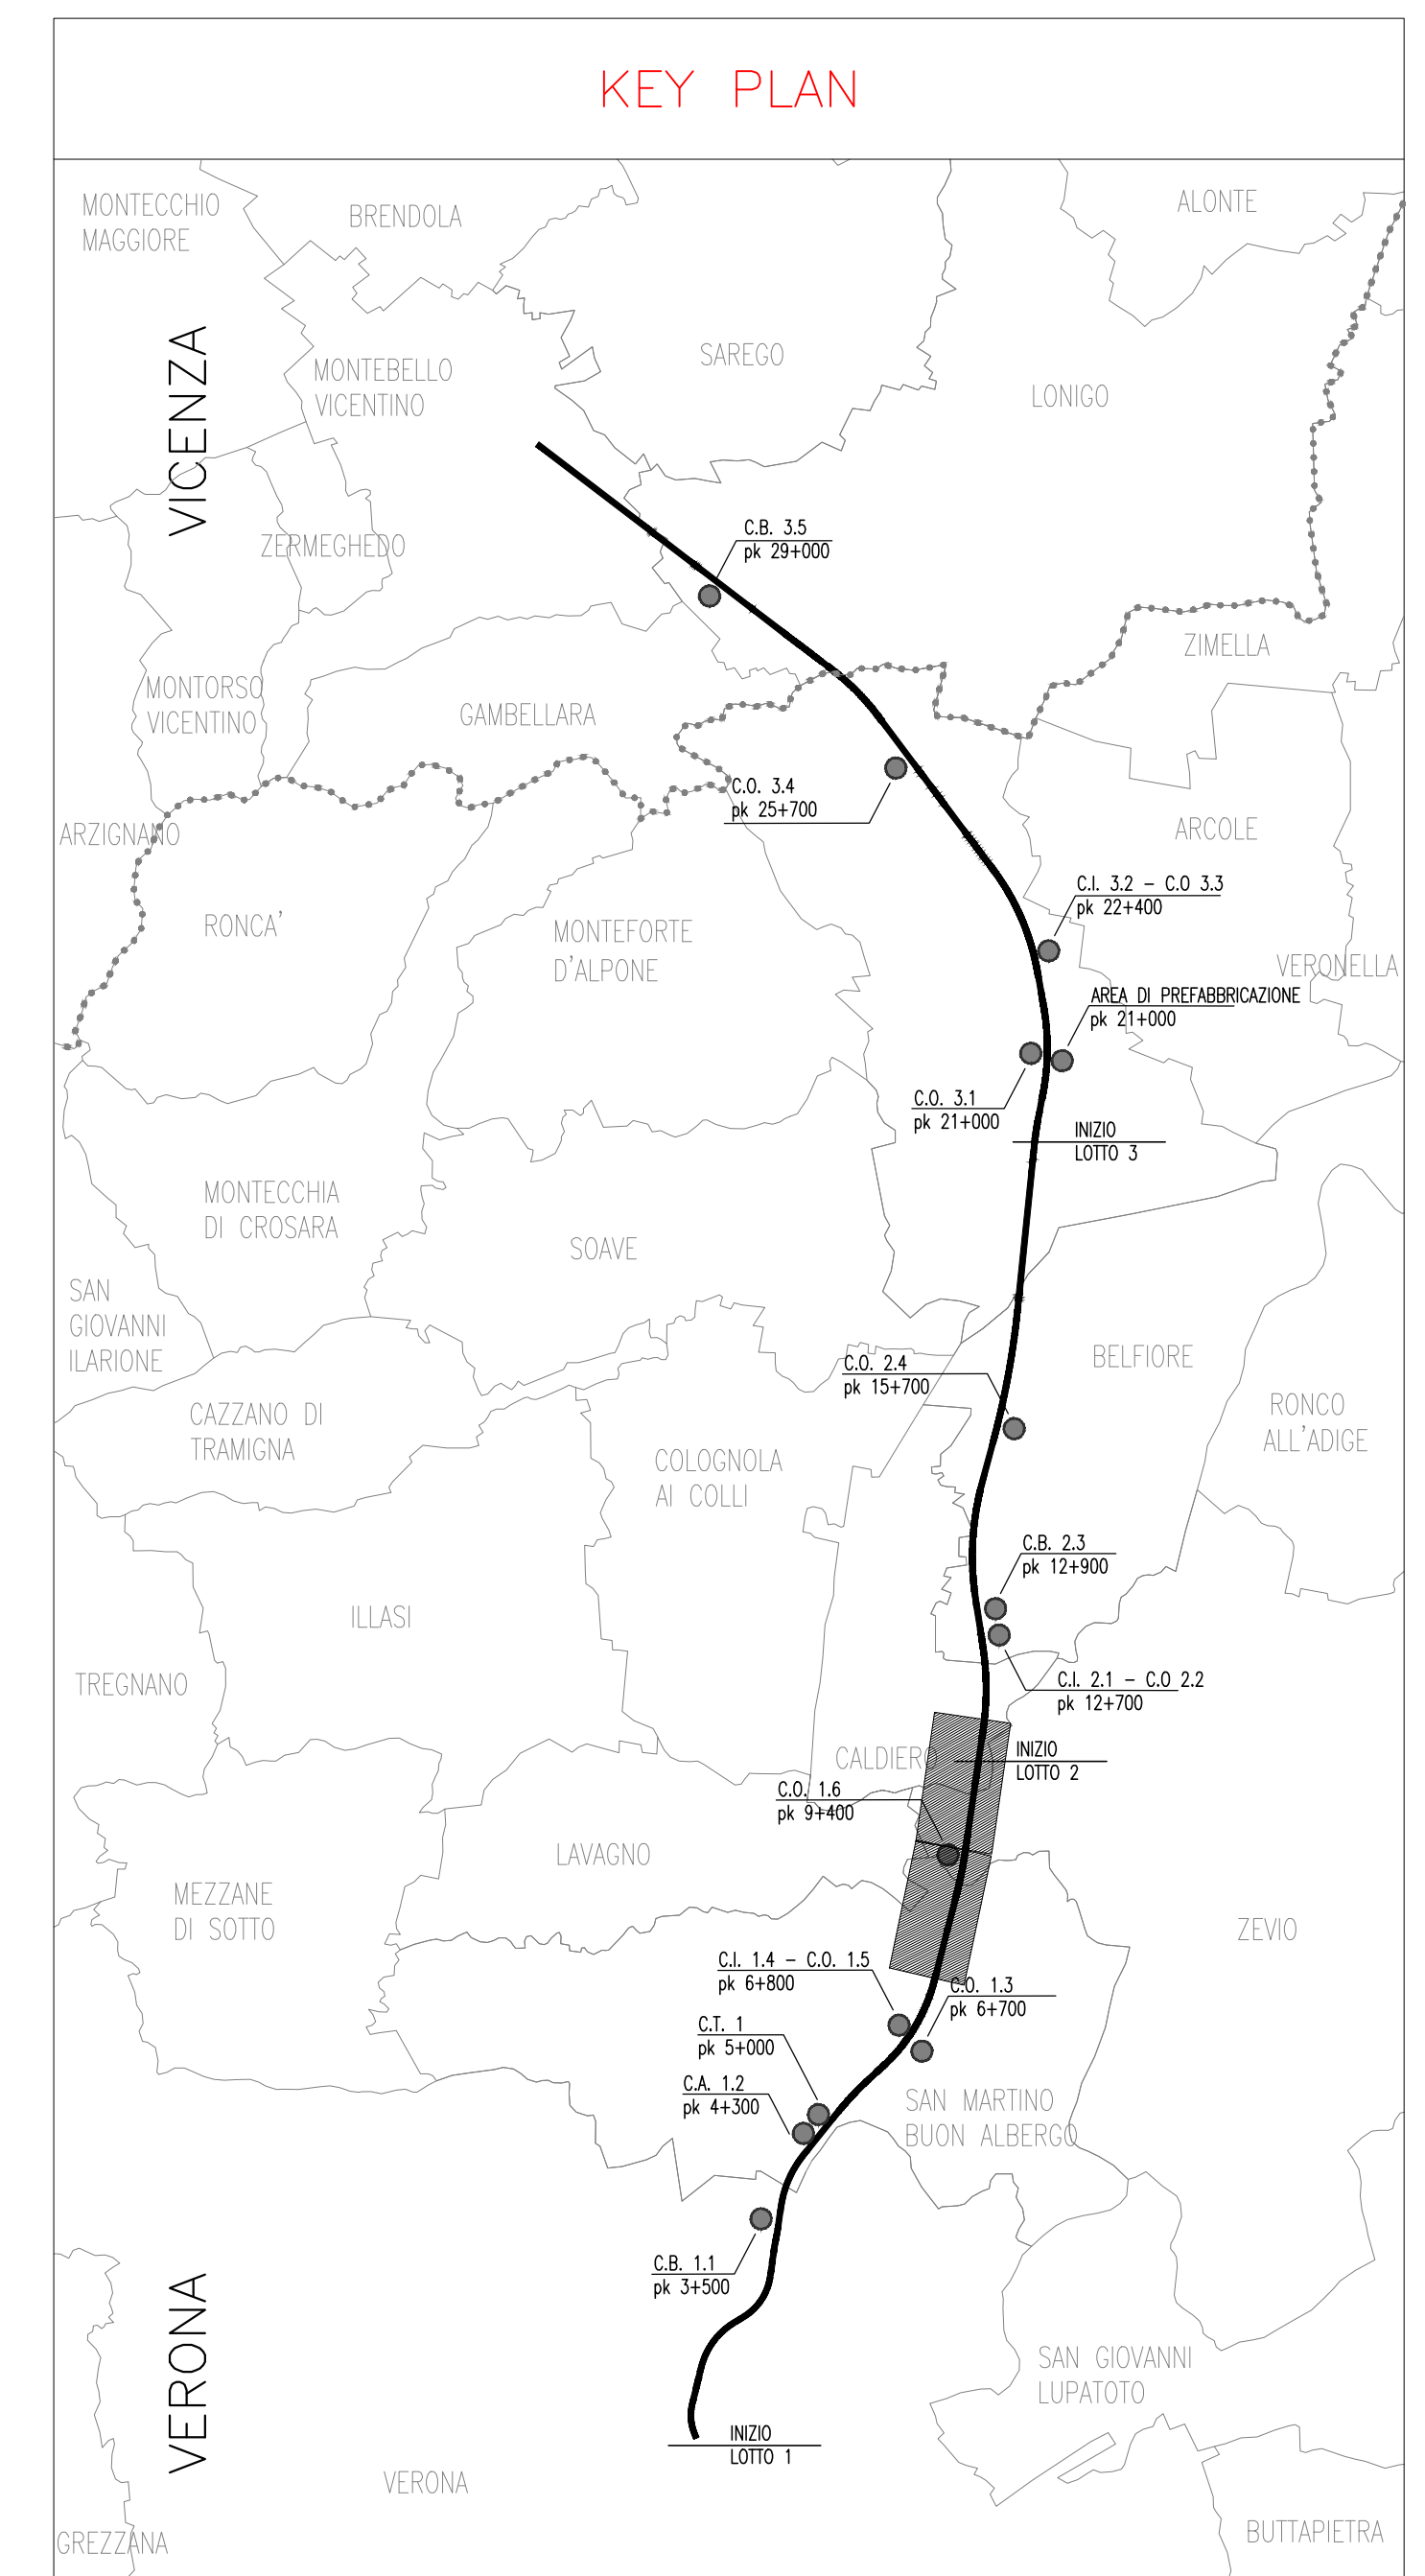 KEY PLAN
MONTECCHIO
MAGGIORE
BRENDOLA
ALONTE
VICENZA
SAREGO
MONTEBELLO
VICENTINO
LONIGO
C.B. 3.5
pk 29+000
ZERMEGHEDO
ZIMELLA
MONTORSO
VICENTINO
GAMBELLARA
C.O. 3.4
pk 25+700
ARZIGNANO
ARCOLE
C.I. 3.2 - C.O 3.3
pk 22+400
RONCA'
MONTEFORTE
D'ALPONE
VERONELLA
AREA DI PREFABBRICAZIONE
pk 21+000
C.O. 3.1
pk 21+000
INIZIO
LOTTO 3
MONTECCHIA
DI CROSARA
SOAVE
SAN
GIOVANNI
ILARIONE
C.O. 2.4
pk 15+700
BELFIORE
CAZZANO DI
TRAMIGNA
RONCO
ALL'ADIGE
COLOGNOLA
AI COLLI
C.B. 2.3
pk 12+900
ILLASI
TREGNANO
C.I. 2.1 - C.O 2.2
pk 12+700
CALDIERO
INIZIO
LOTTO 2
C.O. 1.6
pk 9+400
LAVAGNO
MEZZANE
DI SOTTO
ZEVIO
C.I. 1.4 - C.O. 1.5
pk 6+800
C.O. 1.3
pk 6+700
C.T. 1
pk 5+000
C.A. 1.2
pk 4+300
SAN MARTINO
BUON ALBERGO
C.B. 1.1
pk 3+500
VERONA
SAN GIOVANNI
LUPATOTO
INIZIO
LOTTO 1
VERONA
GREZZANA
BUTTAPIETRA